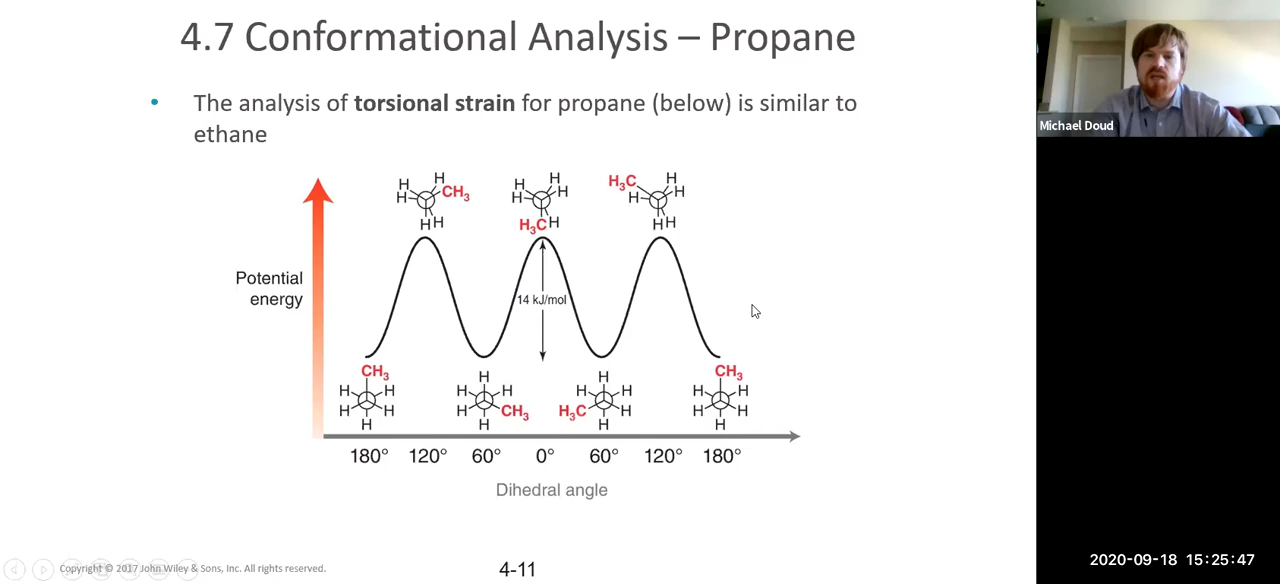 4.7 Conformational Analysis – Propane
• The analysis of torsional strain for propane (below) is similar to
ethane
Michael Doud
H H CH₃ H H H
H H H H₃C H
H H H H₃C H
H H H H H
Potential
energy
14 kJ/mol
CH₃ H H H H
H H
H H CH₃ H
H H H H H
H H₃C H H
CH₃ H H
H H
H
180° 120° 60° 0° 60° 120° 180°
Dihedral angle
Copyright © 2017 John Wiley & Sons, Inc. All rights reserved.
4-11
2020-09-18 15:25:47